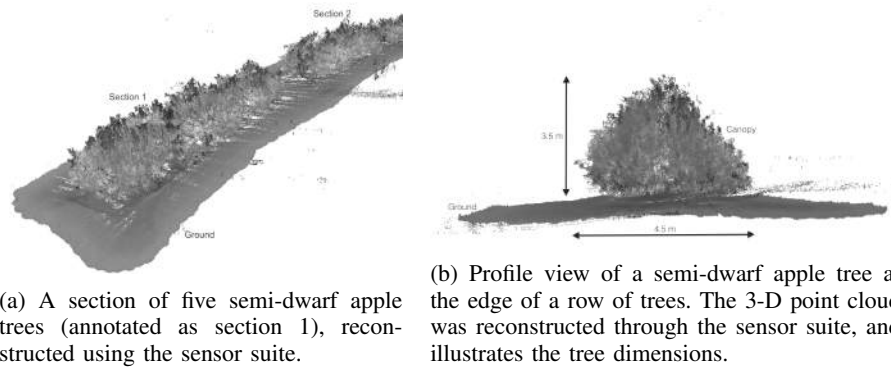 Section 2
Section 1
Ground
3.5 m
Canopy
Ground
4.5 m
(a) A section of five semi-dwarf apple
trees (annotated as section 1), recon-
structed using the sensor suite.
(b) Profile view of a semi-dwarf apple tree a
the edge of a row of trees. The 3-D point cloud
was reconstructed through the sensor suite, and
illustrates the tree dimensions.